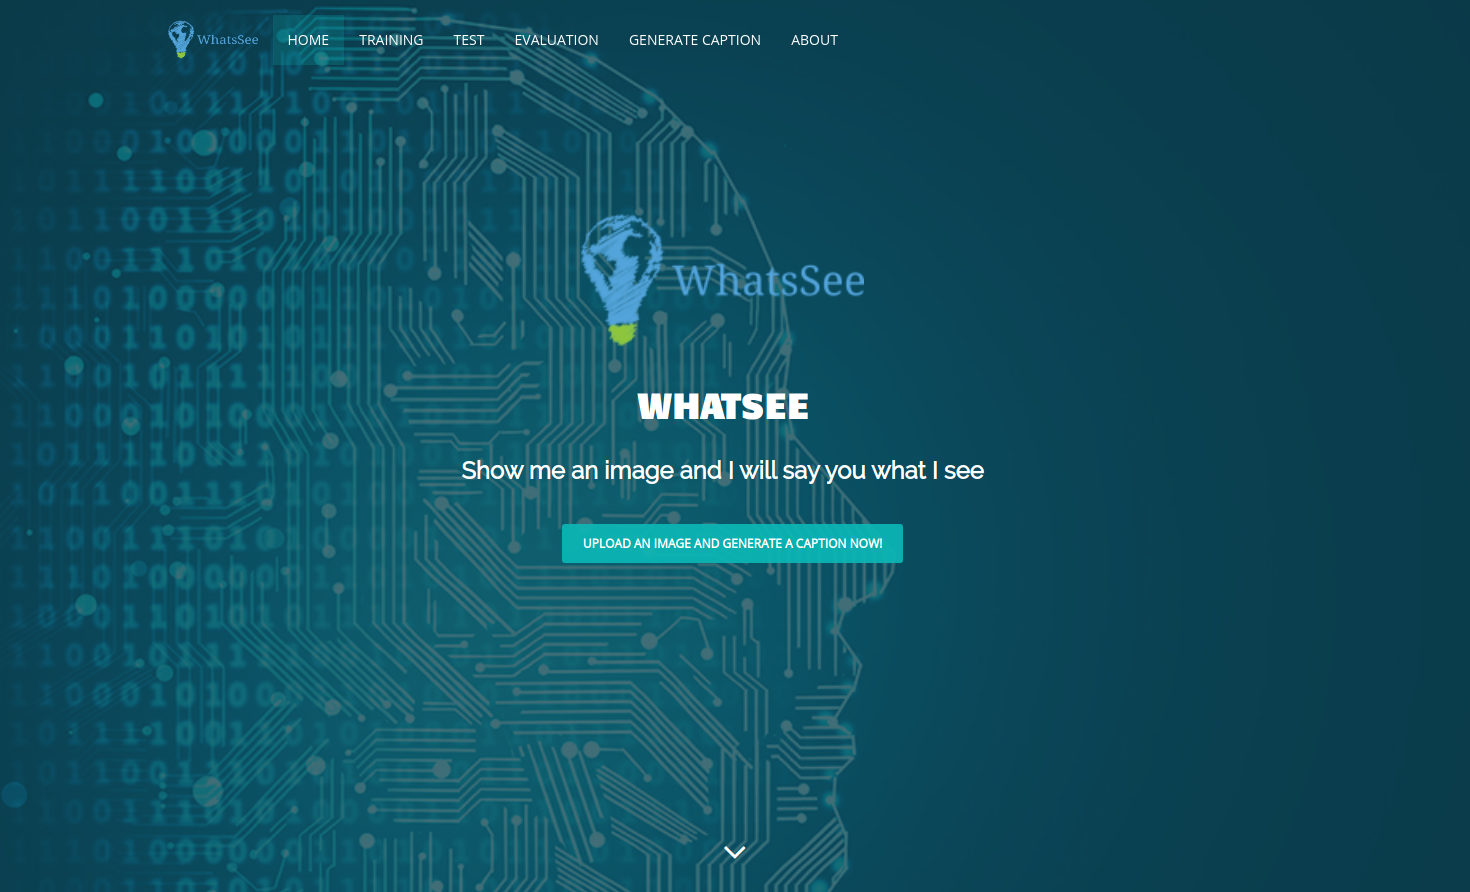 WhatsSee
HOME TRAINING TEST EVALUATION GENERATE CAPTION ABOUT
WhatsSee
WHATSEE
Show me an image and I will say you what I see
UPLOAD AN IMAGE AND GENERATE A CAPTION NOW!